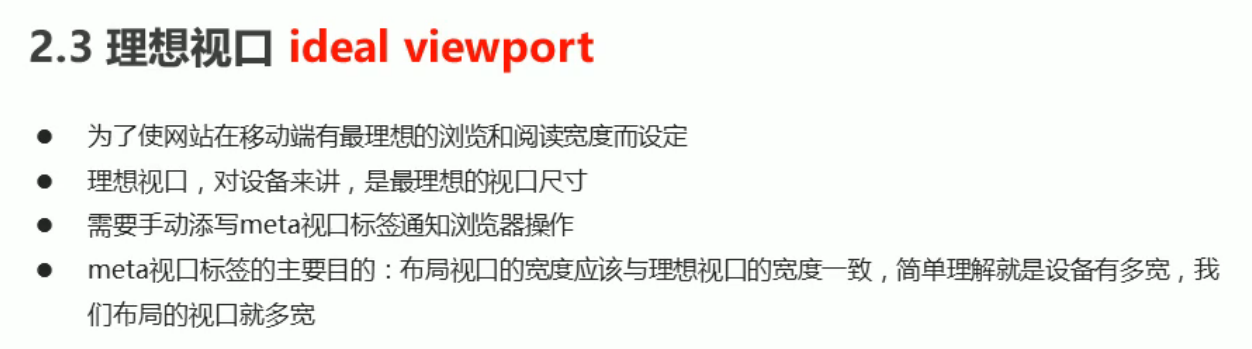 2.3 理想视口 ideal viewport
● 为了使网站在移动端有最理想的浏览和阅读宽度而设定
● 理想视口，对设备来讲，是最理想的视口尺寸
● 需要手动添写meta视口标签通知浏览器操作
● meta视口标签的主要目的：布局视口的宽度应该与理想视口的宽度一致，简单理解就是设备有多宽，我
们布局的视口就多宽